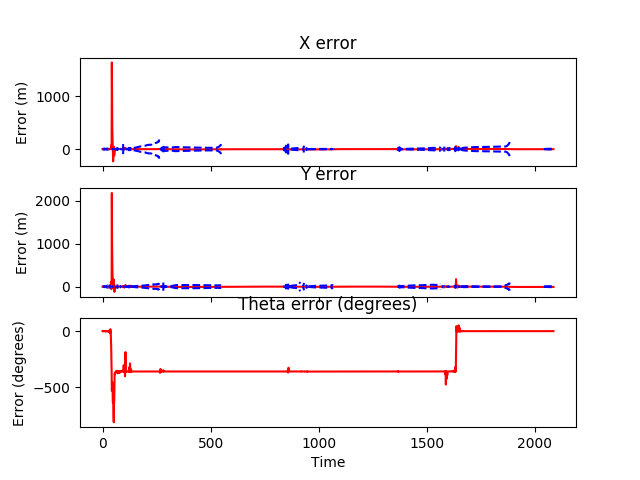 X error
Error (m)
1000
0
Y error
Error (m)
2000
1000
0
Theta error (degrees)
Error (degrees)
0
−500
0 500 1000 1500 2000
Time